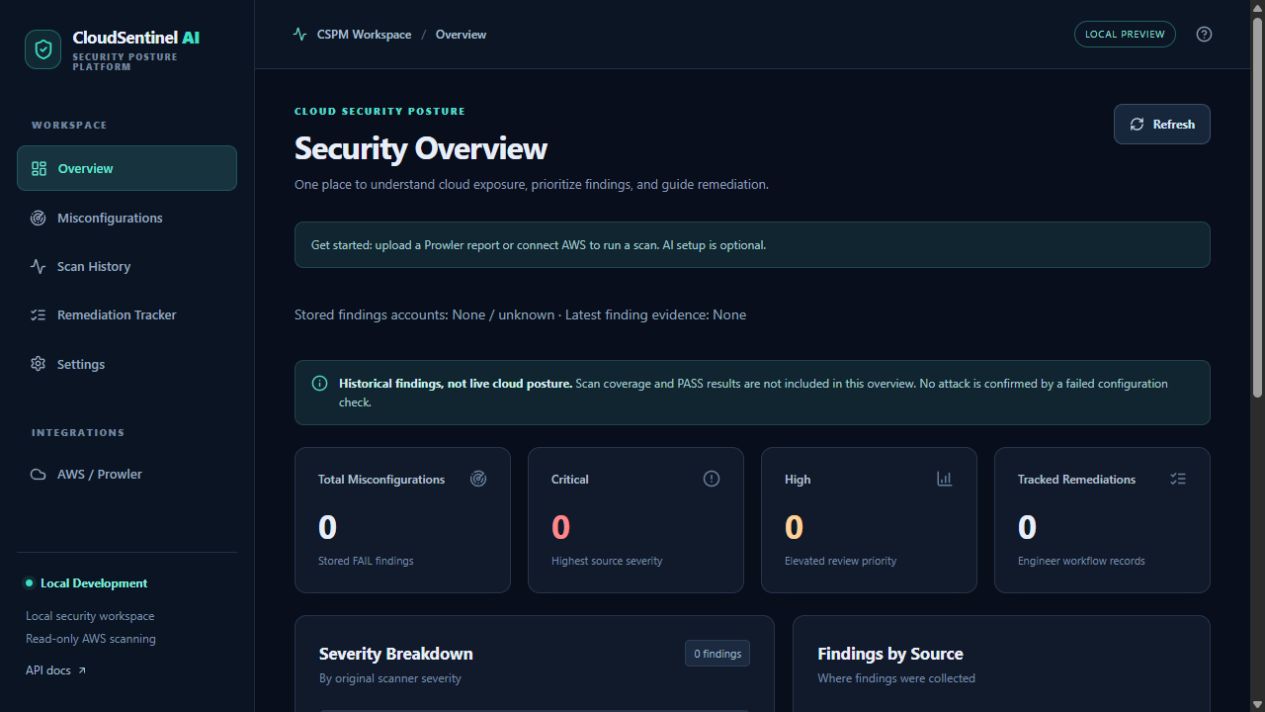 CloudSentinel AI
SECURITY POSTURE
PLATFORM
WORKSPACE
Overview
Misconfigurations
Scan History
Remediation Tracker
Settings
INTEGRATIONS
AWS / Prowler
Local Development
Local security workspace
Read-only AWS scanning
API docs ↗
CSPM Workspace / Overview
LOCAL PREVIEW
CLOUD SECURITY POSTURE
Security Overview
One place to understand cloud exposure, prioritize findings, and guide remediation.
Refresh
Get started: upload a Prowler report or connect AWS to run a scan. AI setup is optional.
Stored findings accounts: None / unknown · Latest finding evidence: None
Historical findings, not live cloud posture. Scan coverage and PASS results are not included in this overview. No attack is confirmed by a failed configuration
check.
Total Misconfigurations
0
Stored FAIL findings
Critical
0
Highest source severity
High
0
Elevated review priority
Tracked Remediations
0
Engineer workflow records
Severity Breakdown
0 findings
By original scanner severity
Findings by Source
Where findings were collected